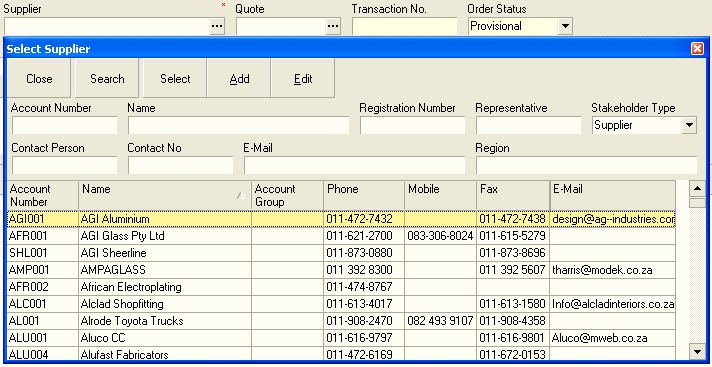 Supplier * Quote Transaction No. Order Status
... ... Provisional
Select Supplier
Close Search Select Add Edit
Account Number Name Registration Number Representative Stakeholder Type
Supplier
Contact Person Contact No E-Mail Region
Account Number Name Account Group Phone Mobile Fax E-Mail
AGI001 AGI Aluminium 011-472-7432 011-472-7438 design@ag--industries.cor
AFR001 AGI Glass Pty Ltd 011-621-2700 083-306-8024 011-615-5279
SHL001 AGI Sheerline 011-873-0880 011-873-8696
AMP001 AMPAGLASS 011 392 8300 011 392 5607 tharris@modek.co.za
AFR002 African Electroplating 011-474-8767
ALC001 Alclad Shopfitting 011-613-4017 011-613-1580 Info@alcladinteriors.co.za
AL001 Alrode Toyota Trucks 011-908-2470 082 493 9107 011-908-4358
ALU001 Aluco CC 011-616-9797 011-616-9801 Aluco@mweb.co.za
ALU004 Alufast Fabricators 011-472-6169 011-672-0153